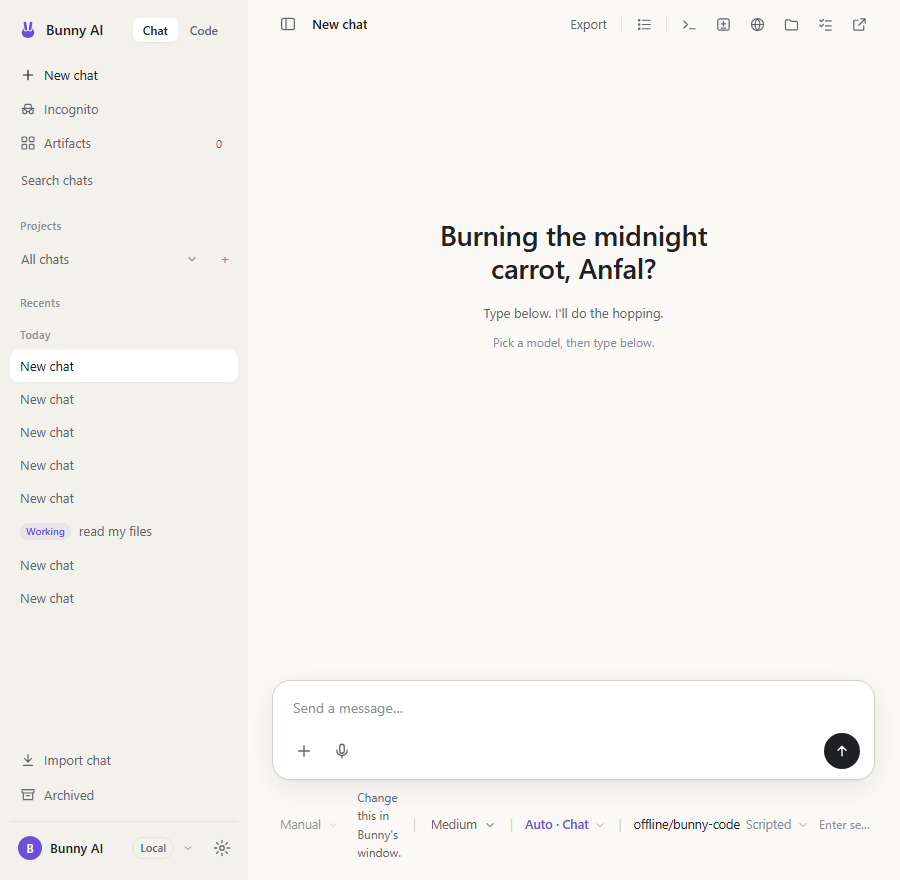 Bunny AI
Chat
Code
New chat
Incognito
Artifacts
0
Search chats
Projects
All chats
+
Recents
Today
New chat
New chat
New chat
New chat
New chat
Working read my files
New chat
New chat
Import chat
Archived
B
Bunny AI
Local
New chat
Export
Burning the midnight
carrot, Anfal?
Type below. I'll do the hopping.
Pick a model, then type below.
Send a message...
Manual
Change
this in
Bunny's
window.
Medium
Auto · Chat
offline/bunny-code Scripted
Enter se...